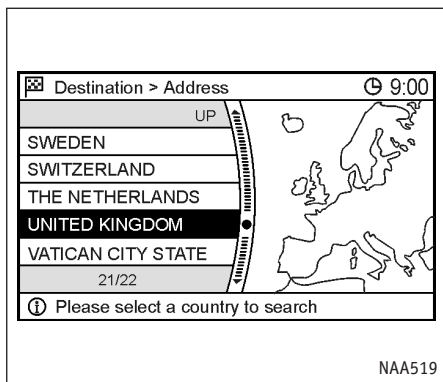 Destination > Address 9:00
UP
SWEDEN
SWITZERLAND
THE NETHERLANDS
UNITED KINGDOM
VATICAN CITY STATE
21/22
Please select a country to search
NAA519